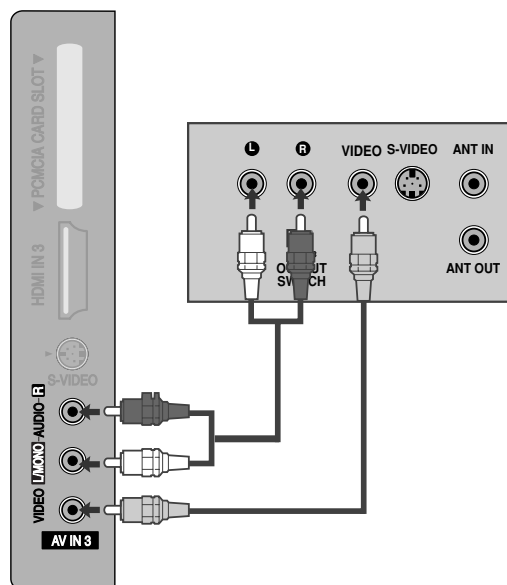 ▼ PCMCIA CARD SLOT ▼
HDMI IN 3
S-VIDEO
VIDEO L/MONO AUDIO R
AV IN 3
L R VIDEO S-VIDEO ANT IN
ANT OUT
SWITCH